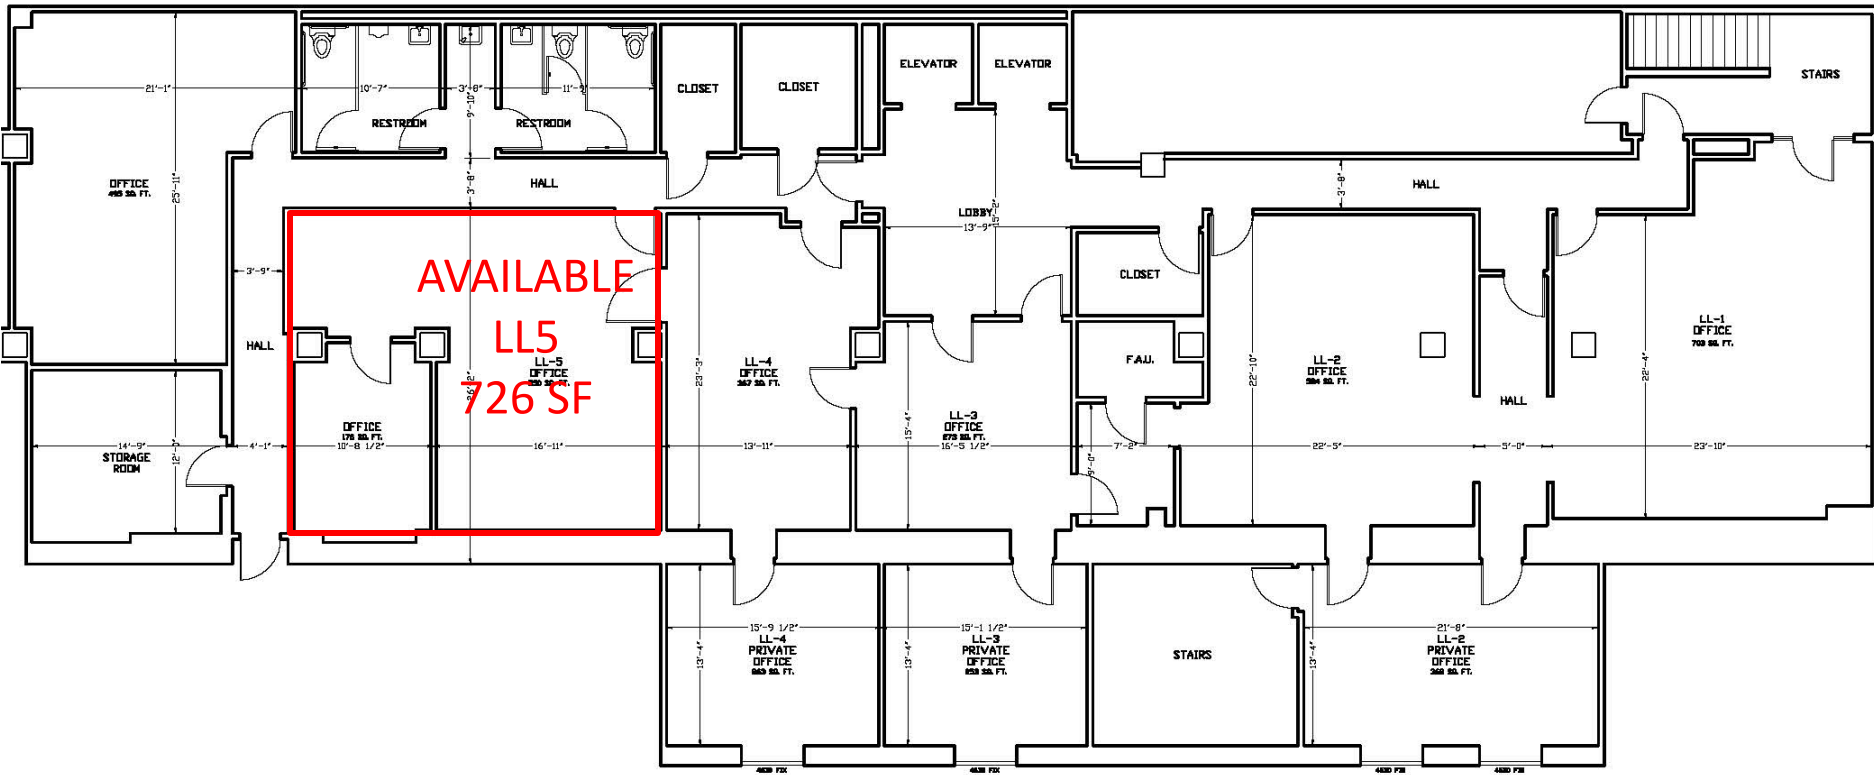 ELEVATOR
ELEVATOR
STAIRS
CLOSET
CLOSET
21'-1"
10'-7"
3'-8"
9'-10"
RESTROOM
RESTROOM
OFFICE
25'-11"
HALL
3'-8"
HALL
3'-8"
LOBBY
13'-9"
CLOSET
3'-9"
AVAILABLE
LL5
726 SF
HALL
LL-5
OFFICE
OFFICE
10'-8 1/2"
16'-11"
LL-4
OFFICE
23'-3"
13'-11"
LL-3
OFFICE
15'-4"
16'-5 1/2"
F.A.U.
7'-2"
9'-0"
LL-2
OFFICE
22'-10"
22'-5"
HALL
5'-0"
LL-1
OFFICE
22'-4"
23'-10"
14'-9"
STORAGE
ROOM
4'-1"
15'-9 1/2"
LL-4
PRIVATE
OFFICE
13'-4"
15'-1 1/2"
LL-3
PRIVATE
OFFICE
13'-4"
STAIRS
21'-8"
LL-2
PRIVATE
OFFICE
13'-4"